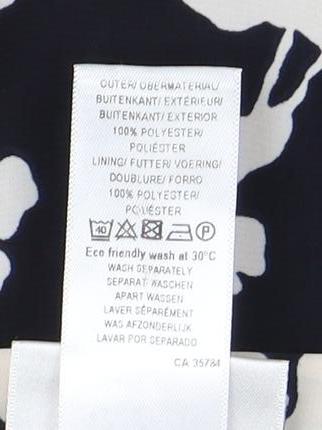 OUTER/ OBERMATERIAL/
BUITENKANT/ EXTÉRIEUR/
BUITENKANT/ EXTERIOR
100% POLYESTER/
POLIÉSTER
LINING/ FUTTER/ VOERING/
DOUBLURE/ FORRO
100% POLYESTER/
POLIÉSTER
40 P
Eco friendly wash at 30°C
WASH SEPARATELY
SEPARAT WASCHEN
APART WASSEN
LAVER SÉPARÉMENT
WAS AFZONDERLIJK
LAVAR POR SEPARADO
CA 35784